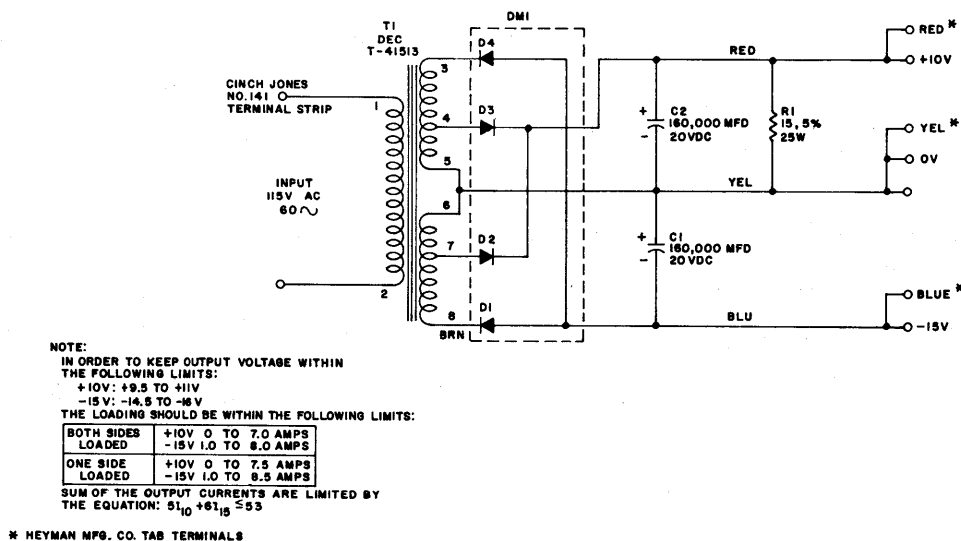 DM1
T1
DEC
T-41513
CINCH JONES
NO.141
TERMINAL STRIP
INPUT
115V AC
60∿
1
2
3
4
5
6
7
8
BRN
D4
D3
D2
D1
RED
YEL
BLU
+
-
C2
160,000 MFD
20VDC
R1
15, 5%
25W
+
-
C1
160,000 MFD
20VDC
RED *
+10V
YEL *
0V
BLUE *
-15V
NOTE:
IN ORDER TO KEEP OUTPUT VOLTAGE WITHIN
THE FOLLOWING LIMITS:
+10V: +9.5 TO +11V
-15V: -14.5 TO -16V
THE LOADING SHOULD BE WITHIN THE FOLLOWING LIMITS:
BOTH SIDES LOADED +10V 0 TO 7.0 AMPS
-15V 1.0 TO 8.0 AMPS
ONE SIDE LOADED +10V 0 TO 7.5 AMPS
-15V 1.0 TO 8.5 AMPS
SUM OF THE OUTPUT CURRENTS ARE LIMITED BY
THE EQUATION: 5I10 +6I15 ≤53
* HEYMAN MFG. CO. TAB TERMINALS